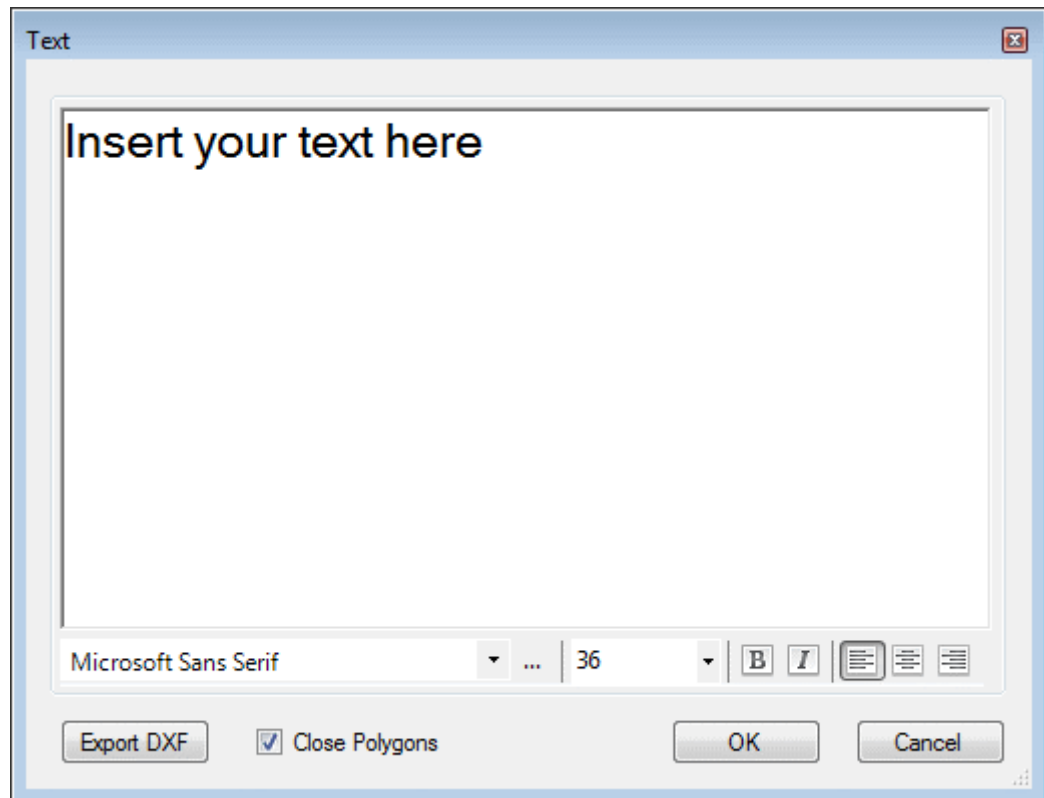 Text
Insert your text here
Microsoft Sans Serif ... 36 B I
Export DXF Close Polygons OK Cancel